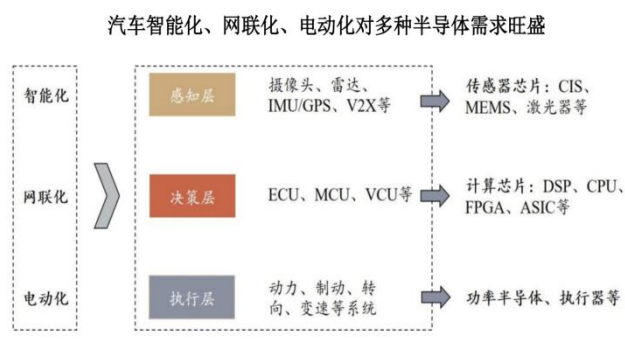 汽车智能化、网联化、电动化对多种半导体需求旺盛
智能化
感知层
摄像头、雷达、
IMU/GPS、V2X等
传感器芯片：CIS、
MEMS、激光器等
网联化
决策层
ECU、MCU、VCU等
计算芯片：DSP、CPU、
FPGA、ASIC等
电动化
执行层
动力、制动、转
向、变速等系统
功率半导体、执行器等